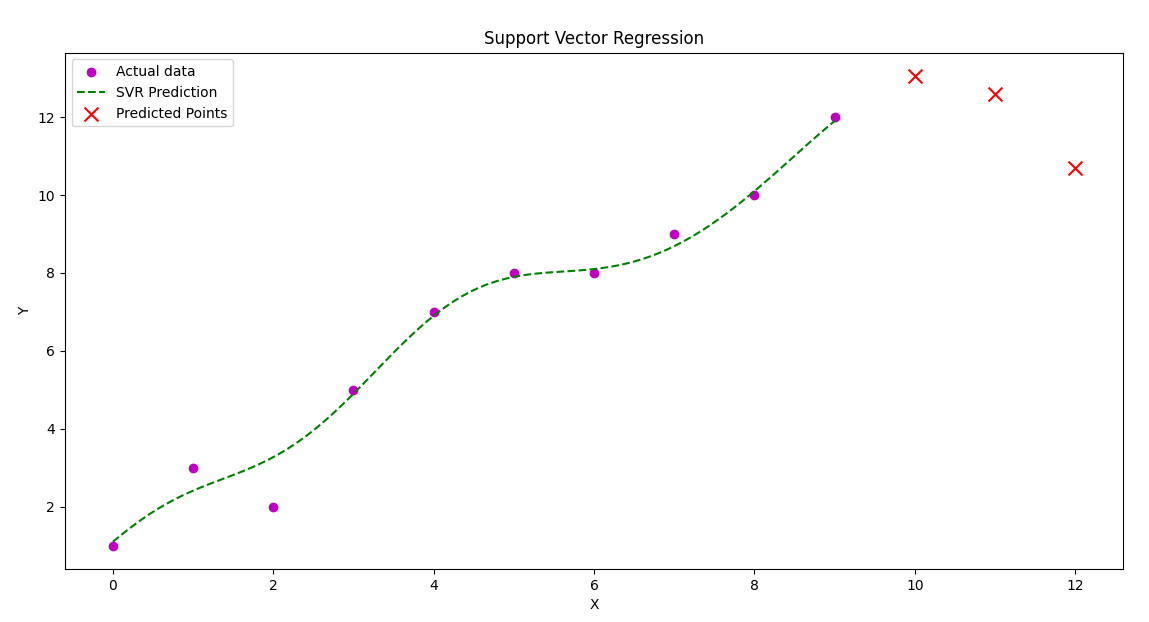 Support Vector Regression
Actual data
SVR Prediction
Predicted Points
12
10
8
6
4
2
Y
0 2 4 6 8 10 12
X